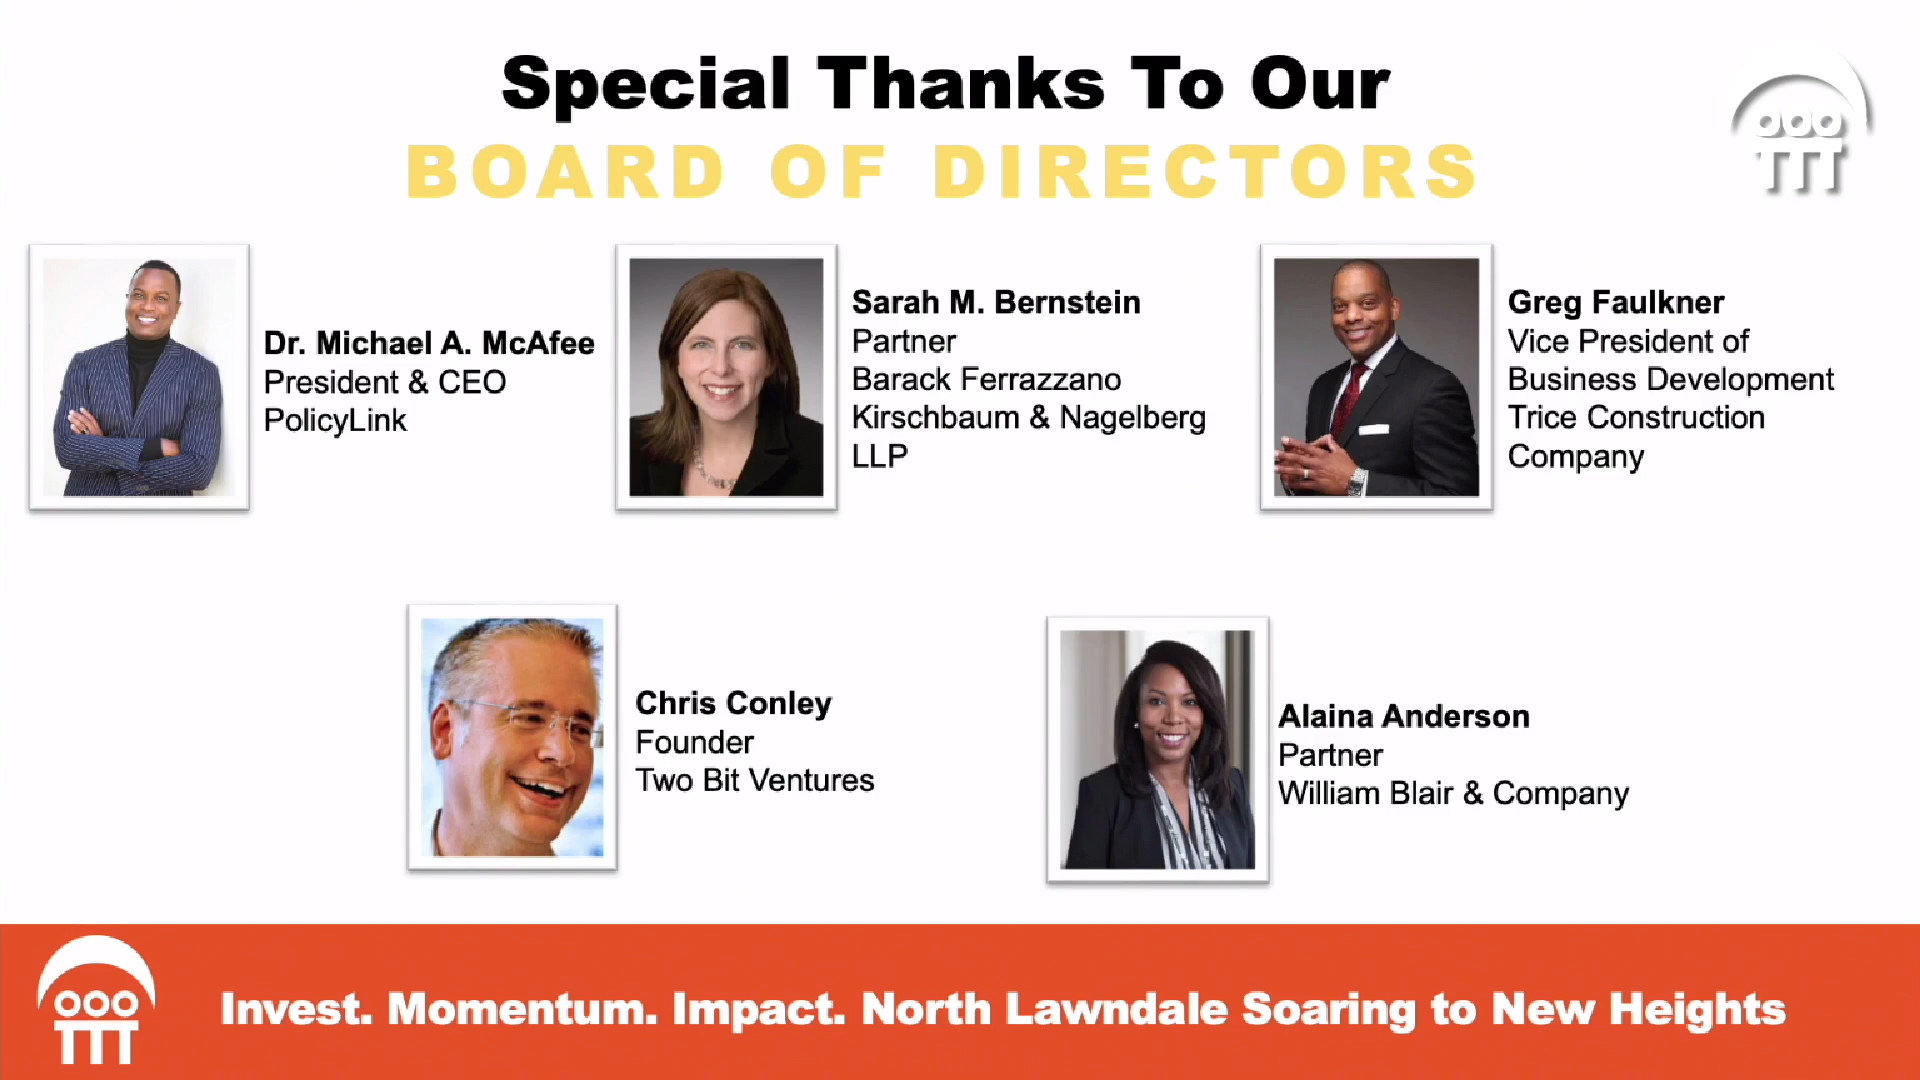 Special Thanks To Our
BOARD OF DIRECTORS
Dr. Michael A. McAfee
President & CEO
PolicyLink
Sarah M. Bernstein
Partner
Barack Ferrazzano
Kirschbaum & Nagelberg
LLP
Greg Faulkner
Vice President of
Business Development
Trice Construction
Company
Chris Conley
Founder
Two Bit Ventures
Alaina Anderson
Partner
William Blair & Company
Invest. Momentum. Impact. North Lawndale Soaring to New Heights